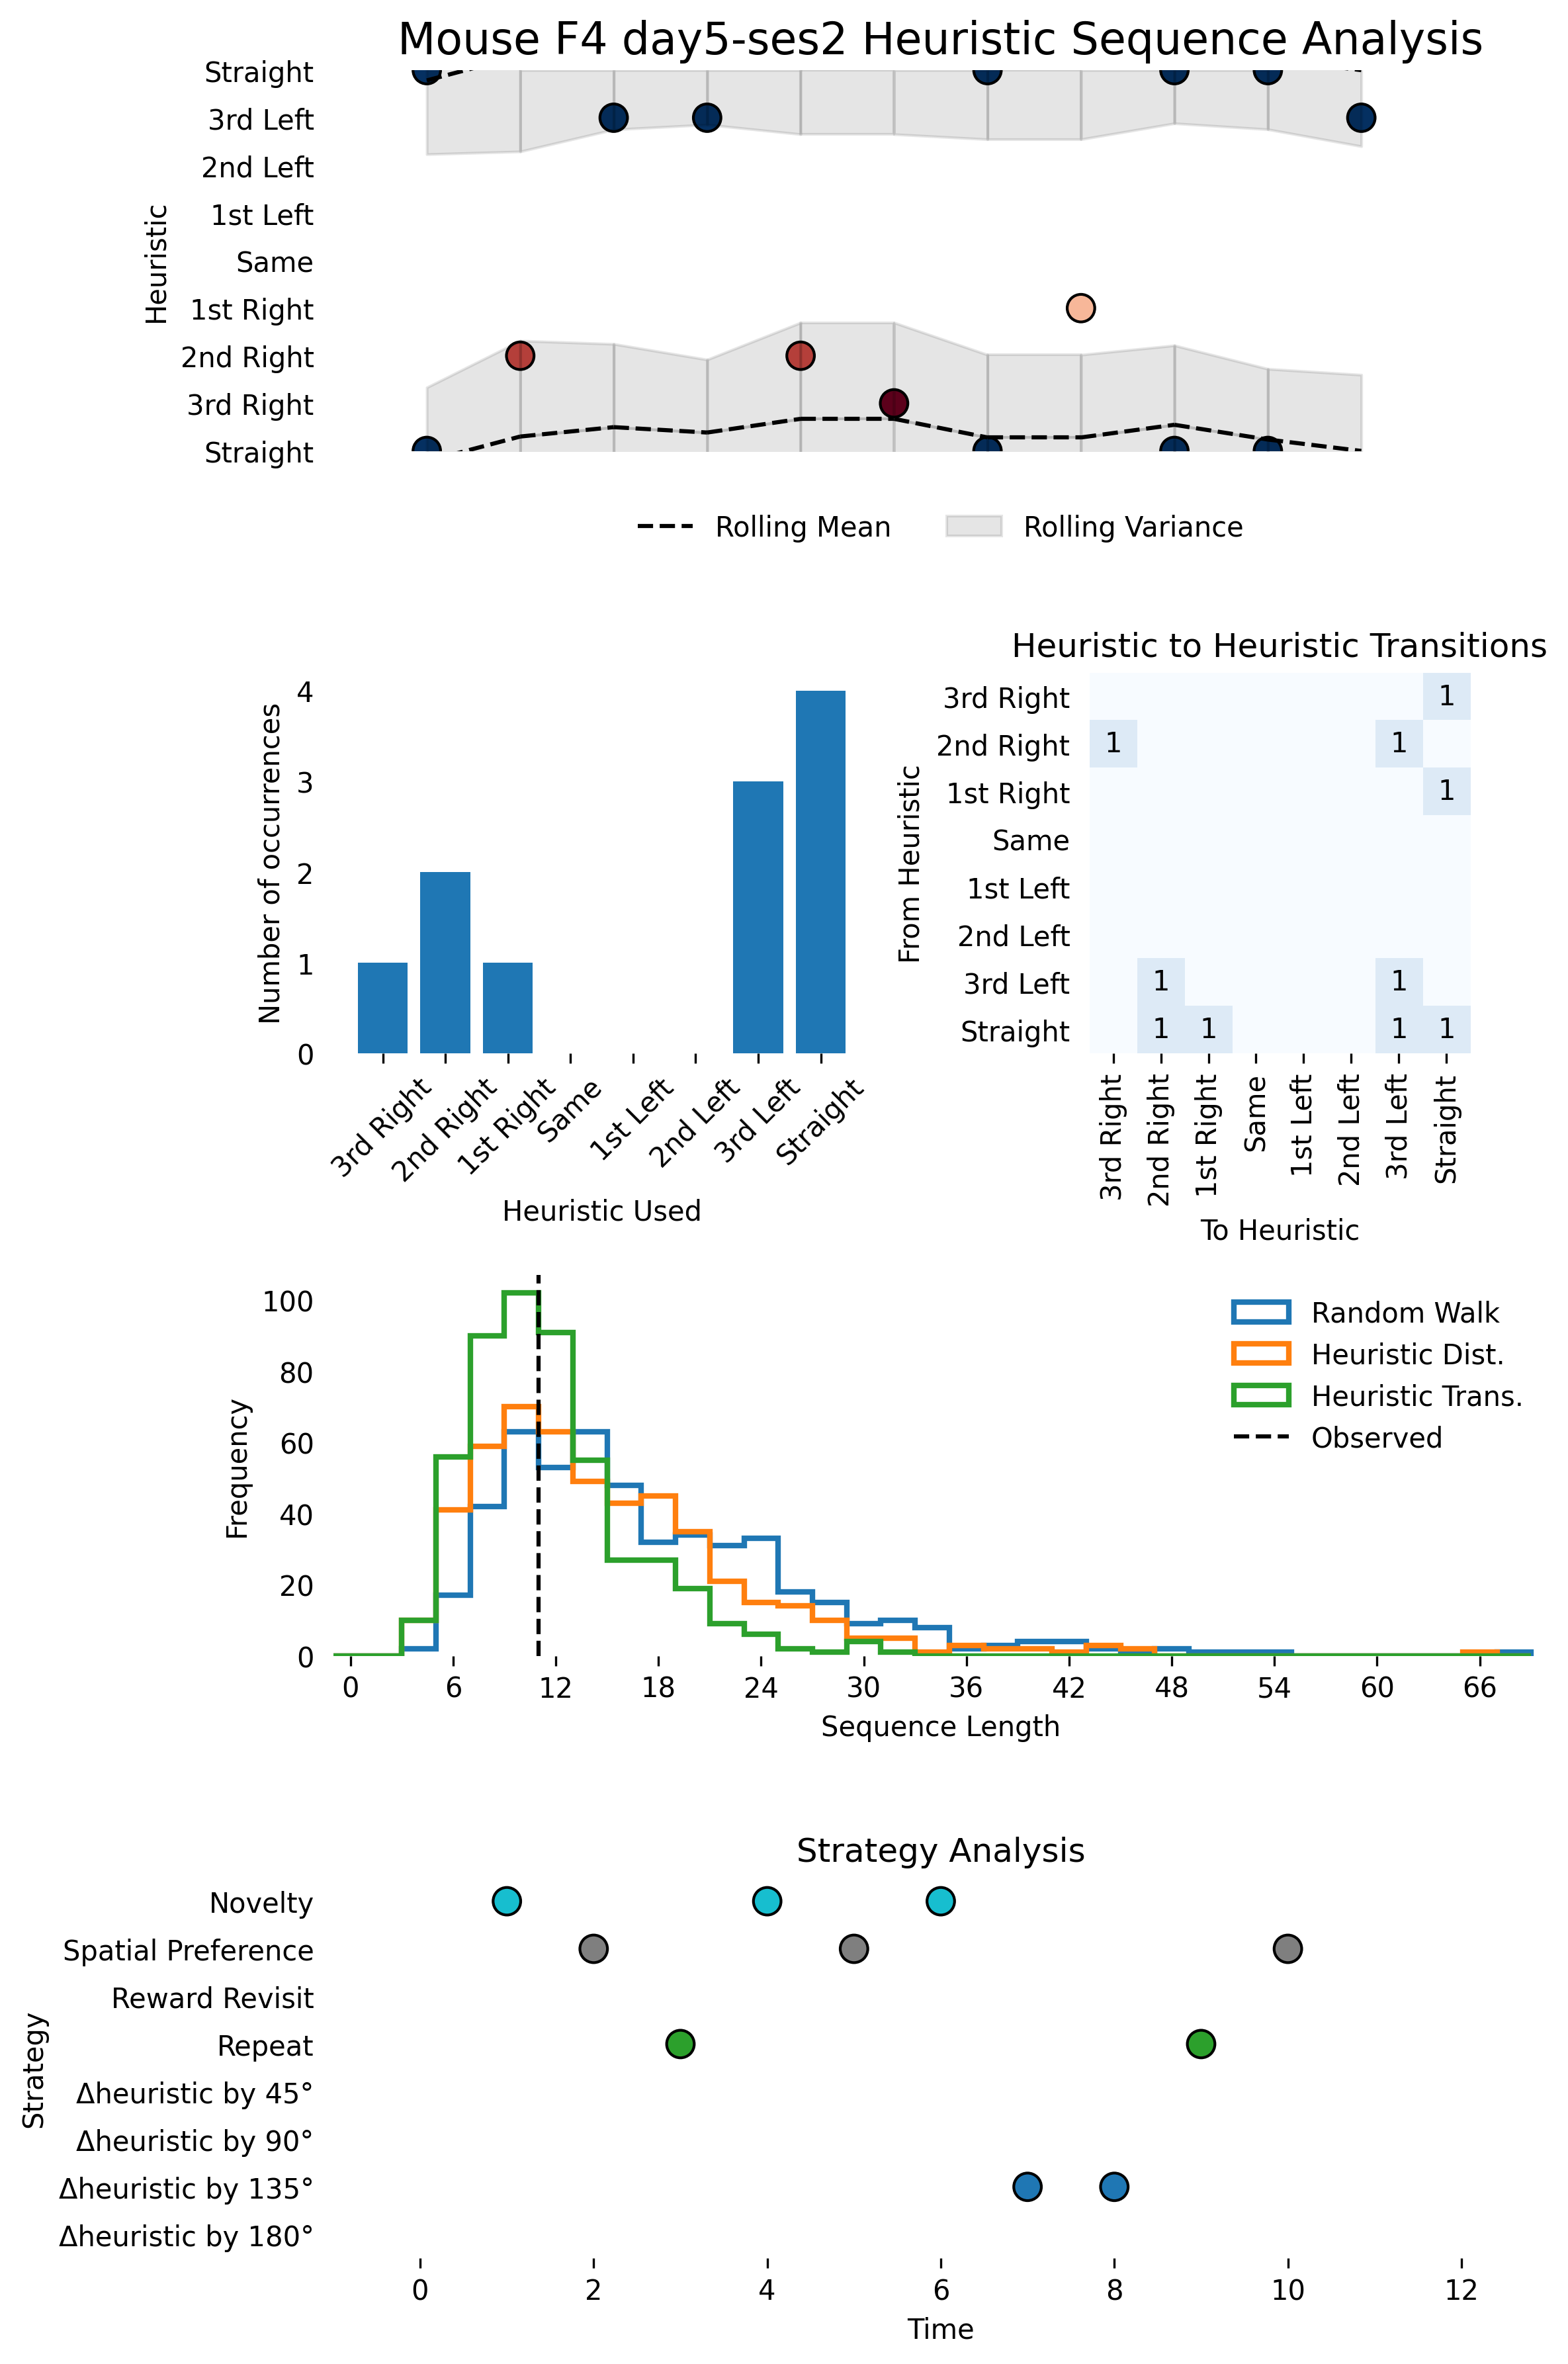 Mouse F4 day5-ses2 Heuristic Sequence Analysis
Heuristic
Straight
3rd Left
2nd Left
1st Left
Same
1st Right
2nd Right
3rd Right
Straight
Rolling Mean
Rolling Variance
Number of occurrences
4
3
2
1
0
3rd Right
2nd Right
1st Right
Same
1st Left
2nd Left
3rd Left
Straight
Heuristic Used
Heuristic to Heuristic Transitions
From Heuristic
3rd Right 1
2nd Right 1 1
1st Right 1
Same
1st Left
2nd Left
3rd Left 1 1
Straight 1 1 1 1
3rd Right
2nd Right
1st Right
Same
1st Left
2nd Left
3rd Left
Straight
To Heuristic
Frequency
100
80
60
40
20
0
0 6 12 18 24 30 36 42 48 54 60 66
Sequence Length
Random Walk
Heuristic Dist.
Heuristic Trans.
Observed
Strategy Analysis
Strategy
Novelty
Spatial Preference
Reward Revisit
Repeat
Δheuristic by 45°
Δheuristic by 90°
Δheuristic by 135°
Δheuristic by 180°
0 2 4 6 8 10 12
Time